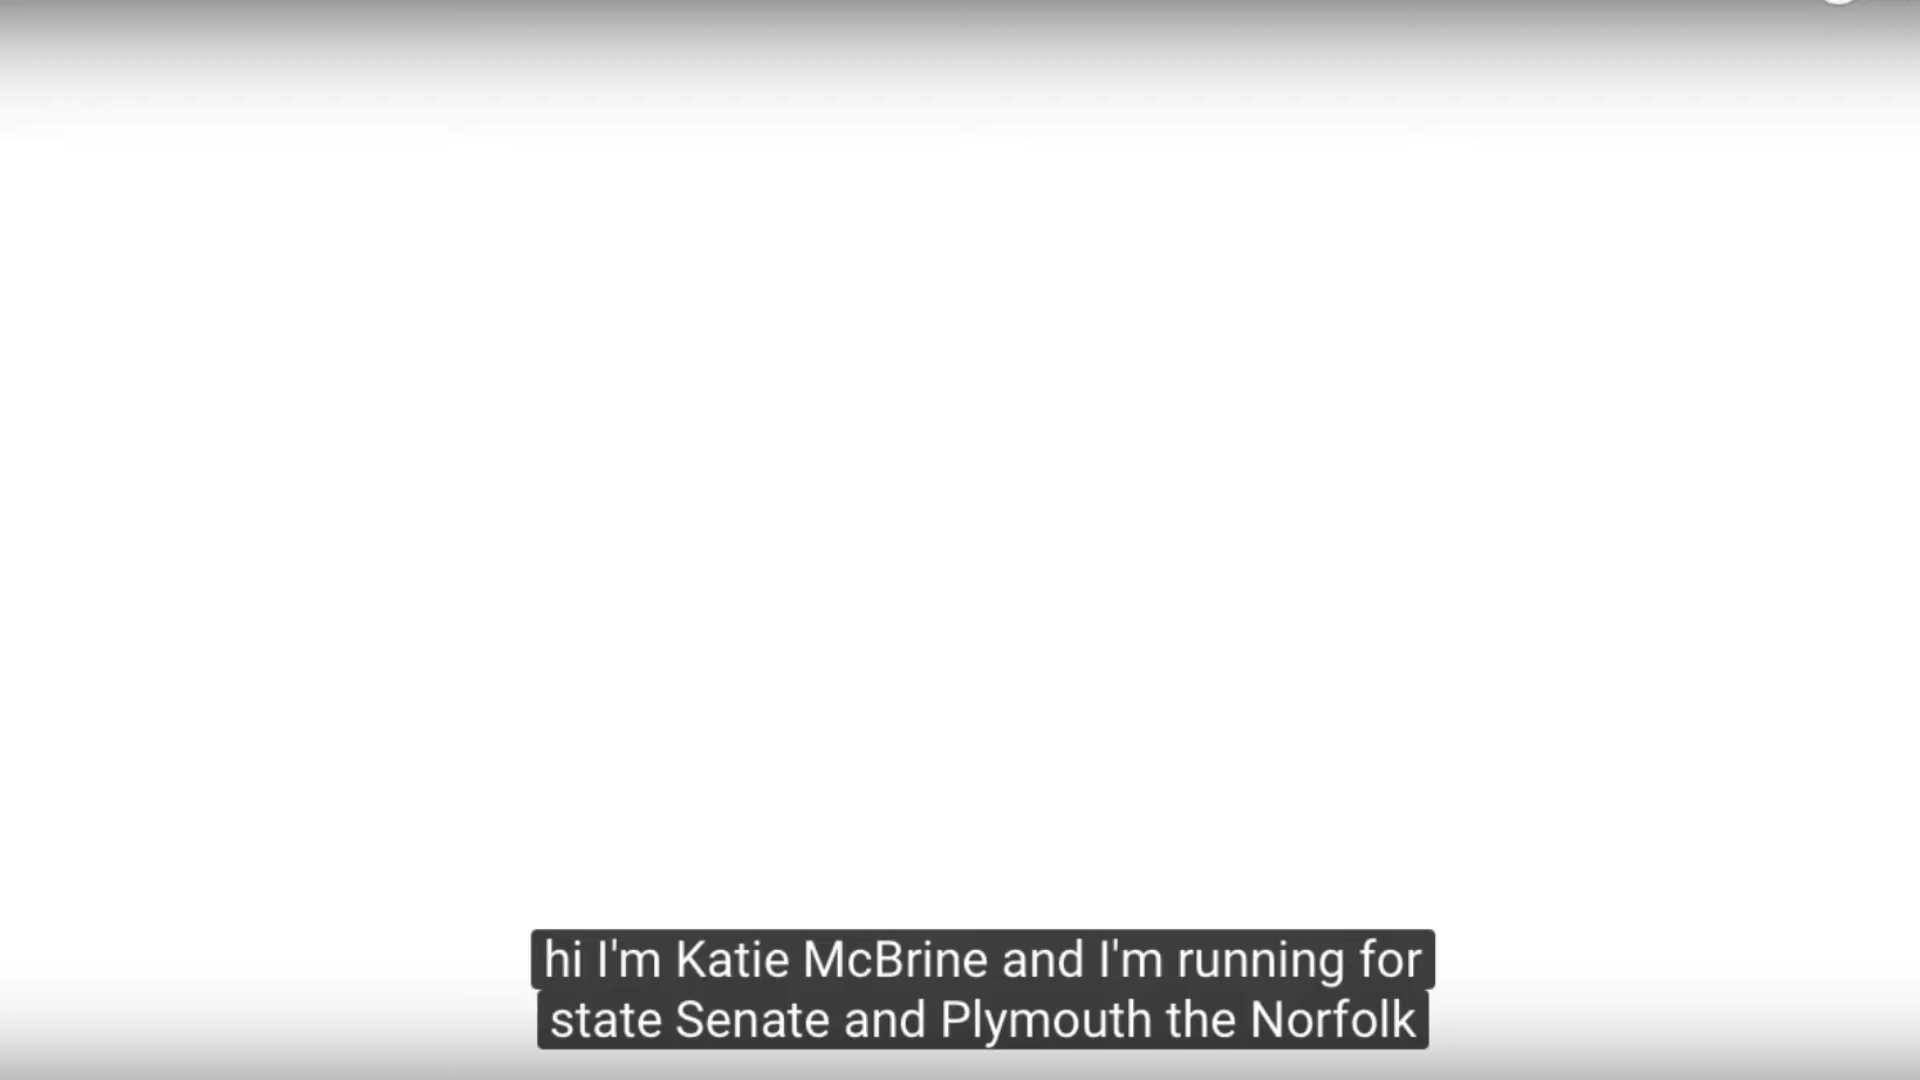 hi I'm Katie McBrine and I'm running for
state Senate and Plymouth the Norfolk